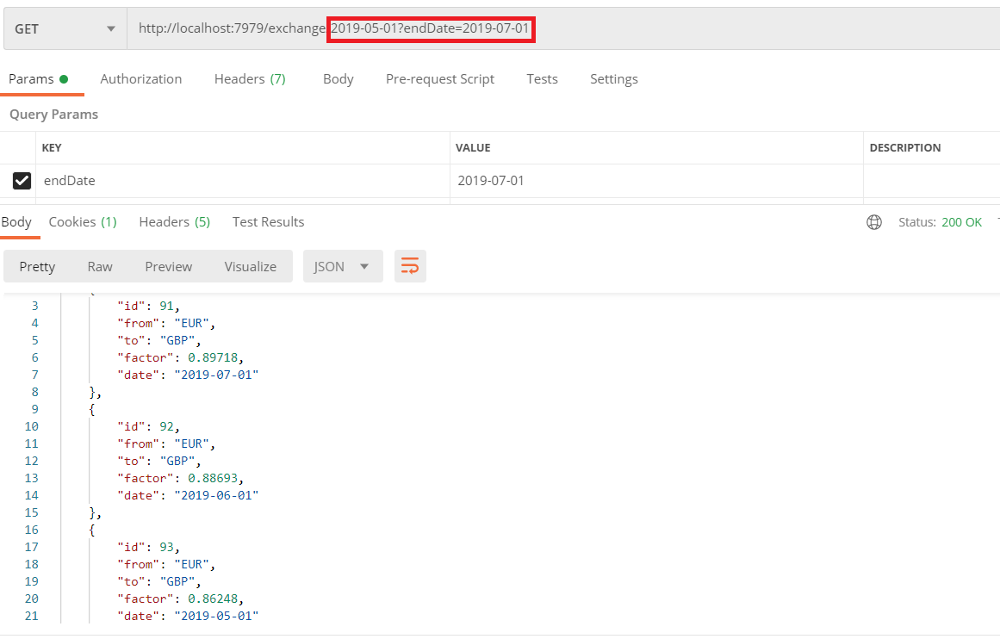 GET http://localhost:7979/exchange/2019-05-01?endDate=2019-07-01
Params Authorization Headers (7) Body Pre-request Script Tests Settings
Query Params
KEY VALUE DESCRIPTION
endDate 2019-07-01
Body Cookies (1) Headers (5) Test Results Status: 200 OK
Pretty Raw Preview Visualize JSON
3 "id": 91,
4 "from": "EUR",
5 "to": "GBP",
6 "factor": 0.89718,
7 "date": "2019-07-01"
8 },
9 {
10 "id": 92,
11 "from": "EUR",
12 "to": "GBP",
13 "factor": 0.88693,
14 "date": "2019-06-01"
15 },
16 {
17 "id": 93,
18 "from": "EUR",
19 "to": "GBP",
20 "factor": 0.86248,
21 "date": "2019-05-01"